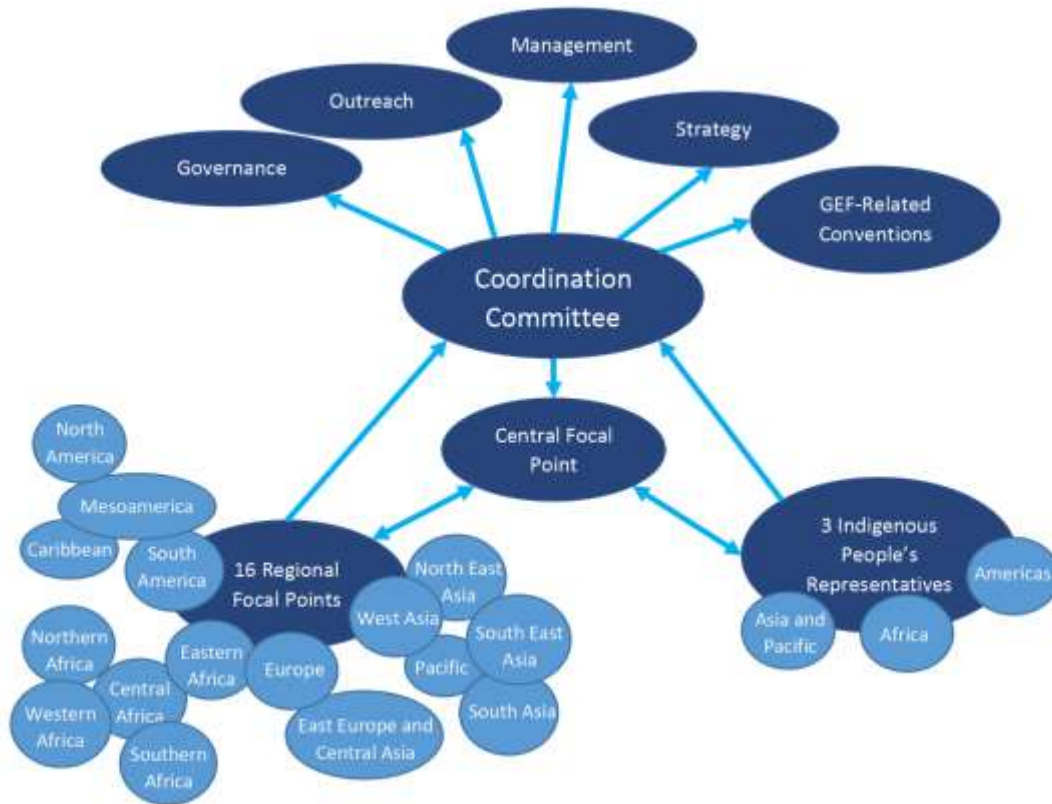 Management
Outreach
Strategy
Governance
GEF-Related
Conventions
Coordination
Committee
Central Focal
Point
North
America
Mesoamerica
Caribbean
South
America
16 Regional
Focal Points
North East
Asia
West Asia
South East
Asia
Pacific
South Asia
Northern
Africa
Eastern
Africa
Europe
Central
Africa
Western
Africa
Southern
Africa
East Europe and
Central Asia
3 Indigenous
People’s
Representatives
Americas
Asia and
Pacific
Africa